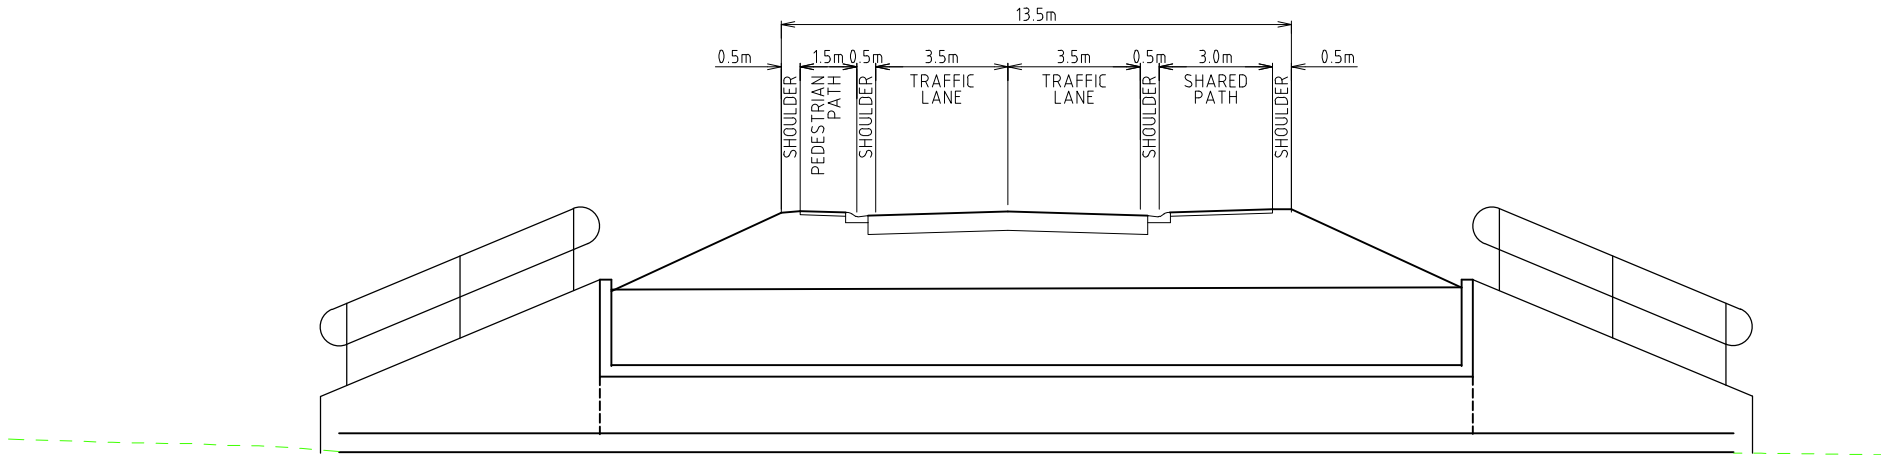 13.5m
0.5m
1.5m
0.5m
3.5m
3.5m
0.5m
3.0m
0.5m
SHOULDER
PEDESTRIAN
PATH
SHOULDER
TRAFFIC
LANE
TRAFFIC
LANE
SHOULDER
SHARED
PATH
SHOULDER